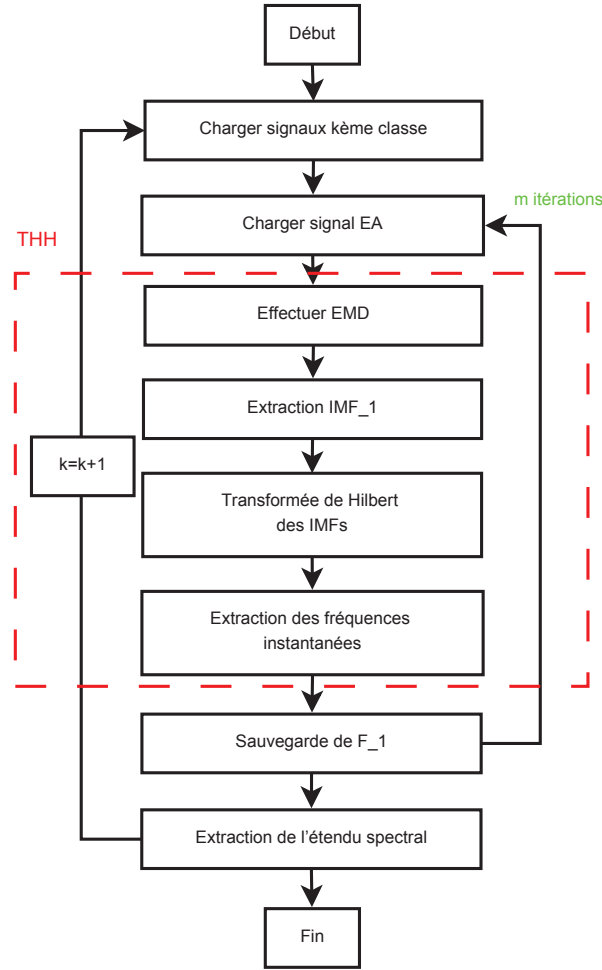 Début
Charger signaux kème classe
m itérations
Charger signal EA
THH
Effectuer EMD
Extraction IMF_1
k=k+1
Transformée de Hilbert
des IMFs
Extraction des fréquences
instantanées
Sauvegarde de F_1
Extraction de l'étendu spectral
Fin